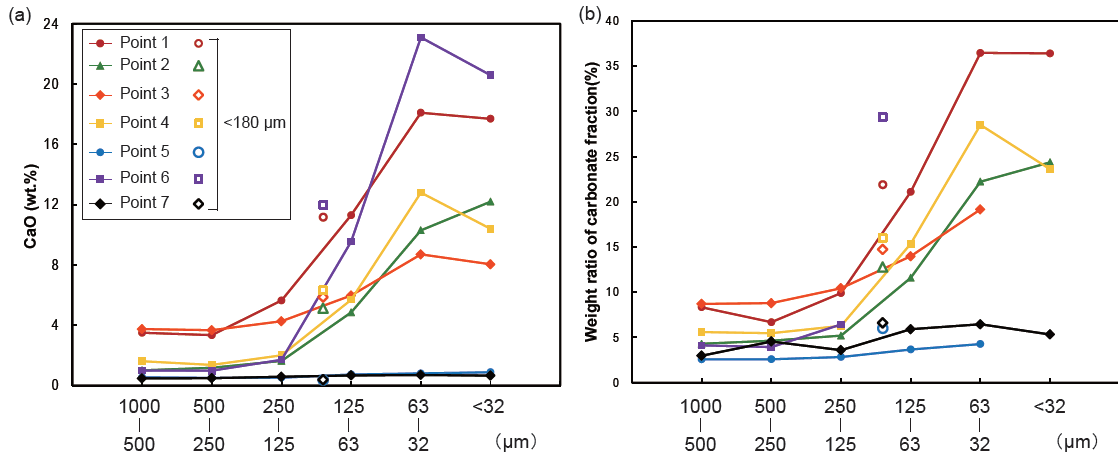 (a)
CaO (wt.%)
24
20
16
12
8
4
0
Point 1
Point 2
Point 3
Point 4
Point 5
Point 6
Point 7
<180 μm
1000 500 250 125 63 <32
500 250 125 63 32 (μm)
(b)
Weight ratio of carbonate fraction(%)
40
35
30
25
20
15
10
5
0
1000 500 250 125 63 <32
500 250 125 63 32 (μm)